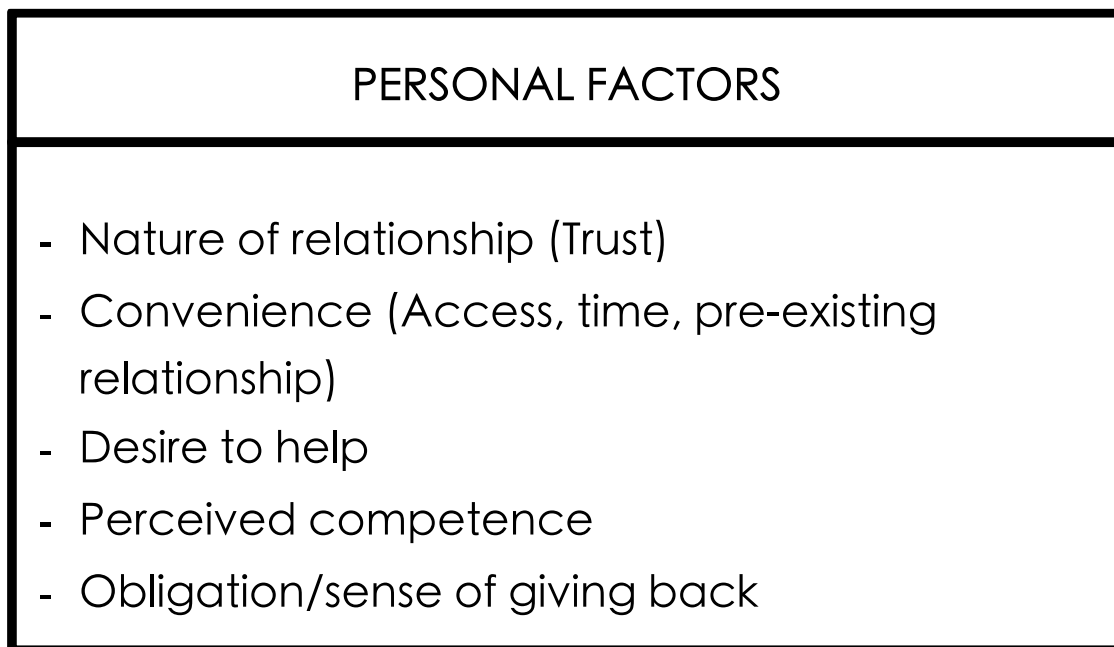 PERSONAL FACTORS
- Nature of relationship (Trust)
- Convenience (Access, time, pre-existing
relationship)
- Desire to help
- Perceived competence
- Obligation/sense of giving back